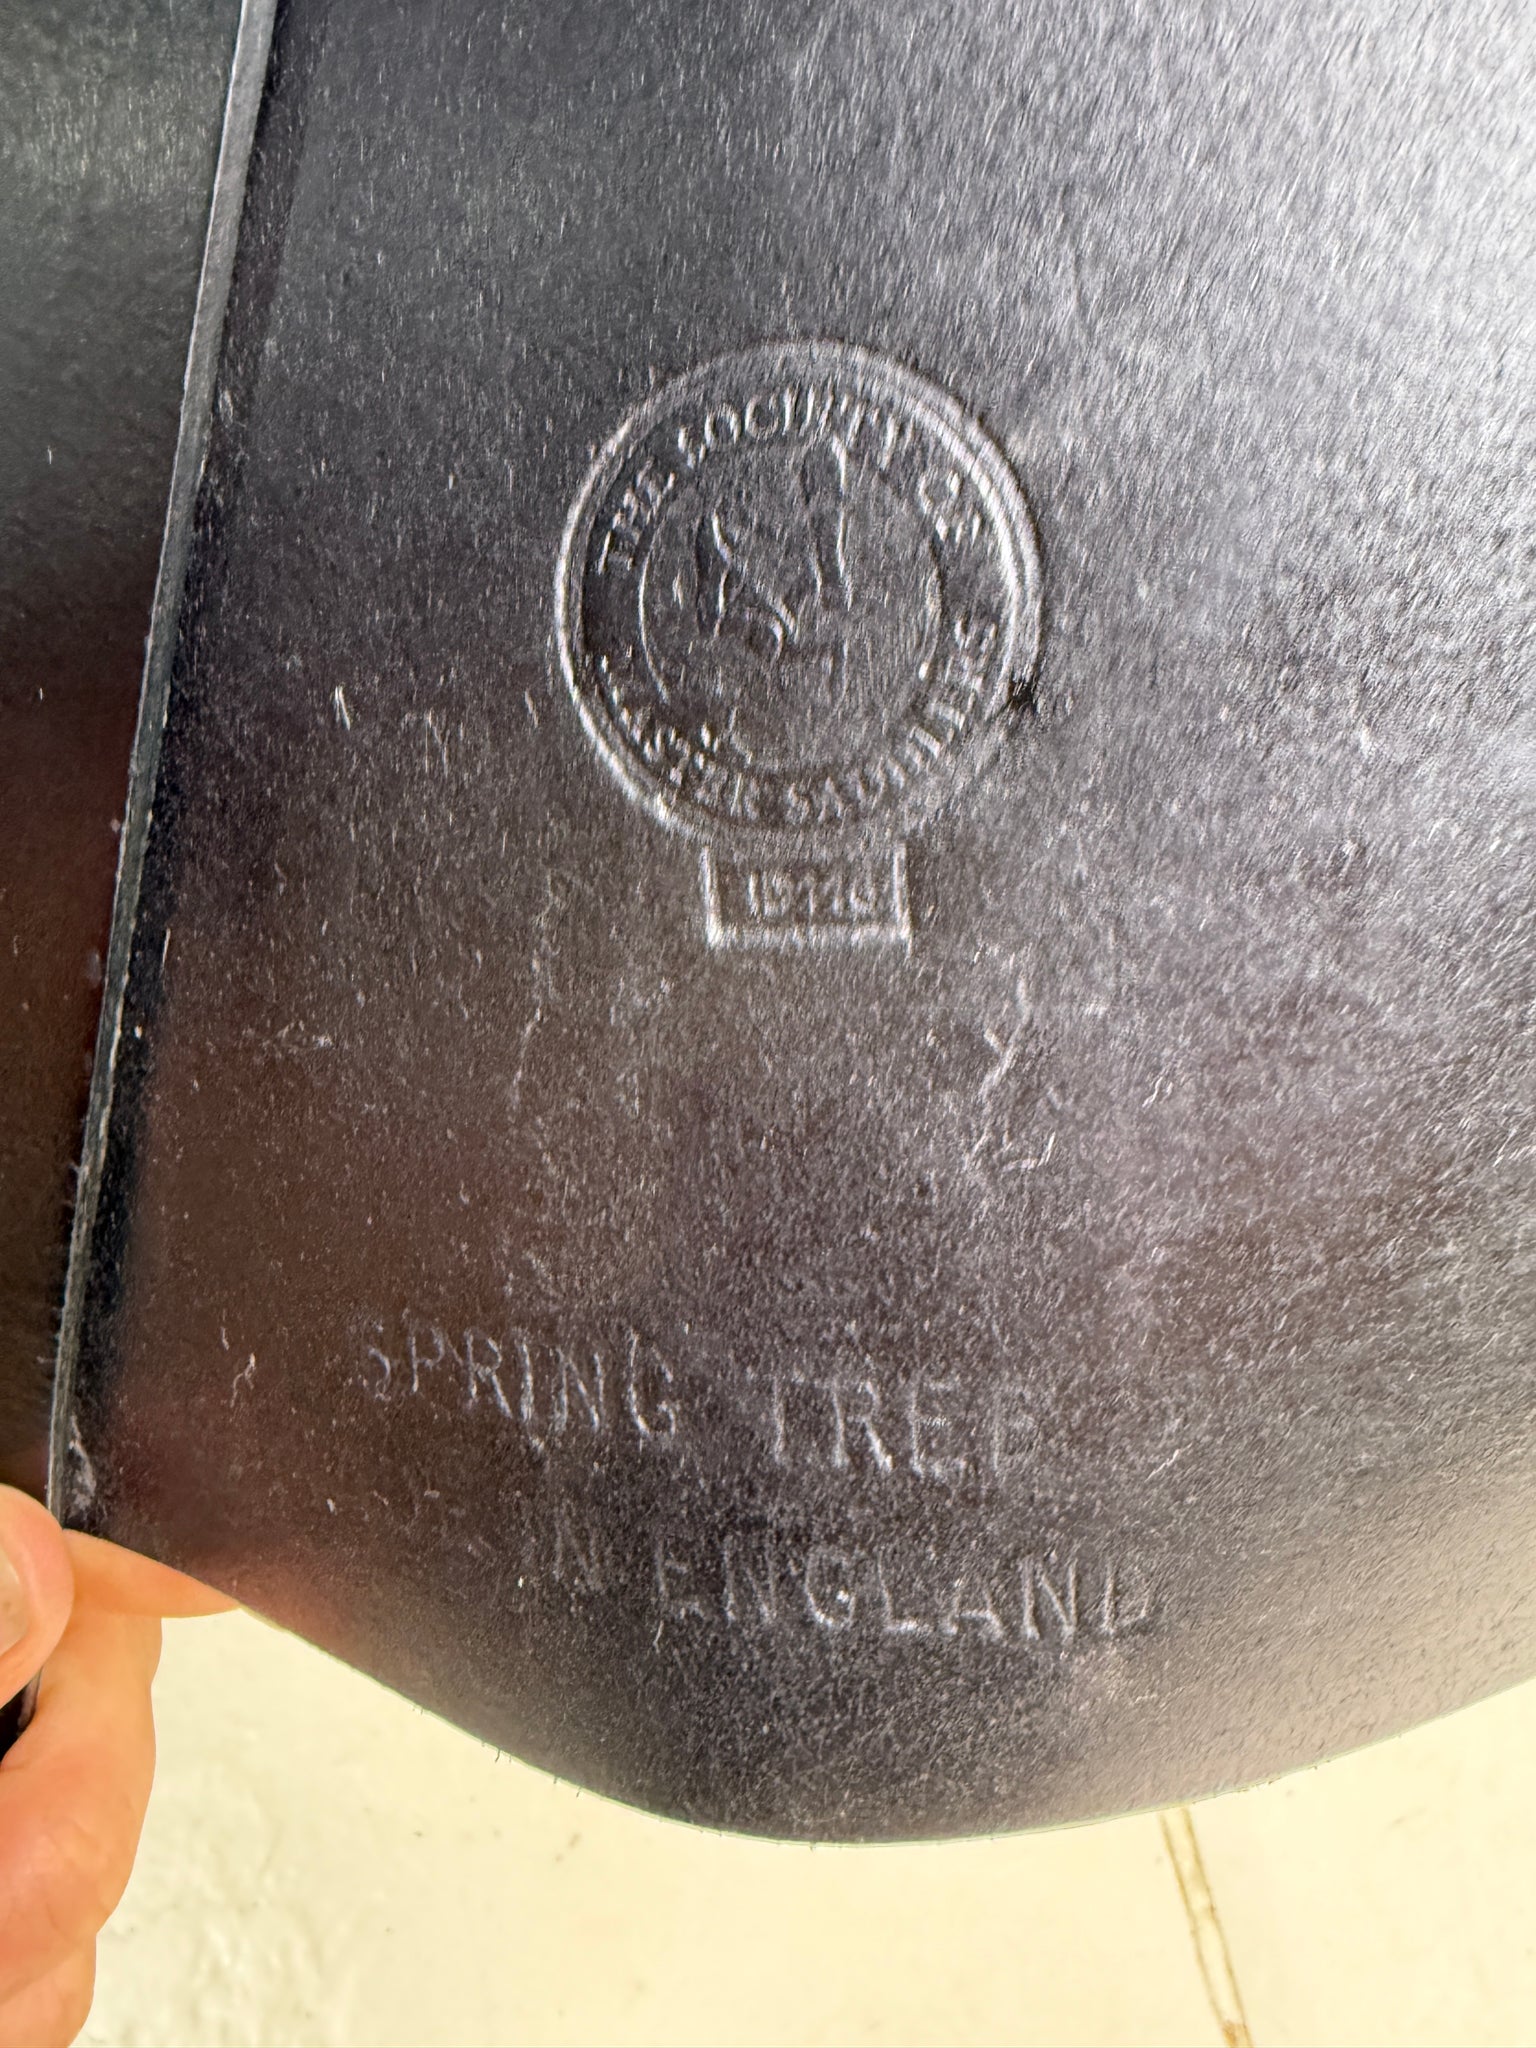 THE SOCIETY OF
MASTER SADDLERS
SPRING TREE
ENGLAND